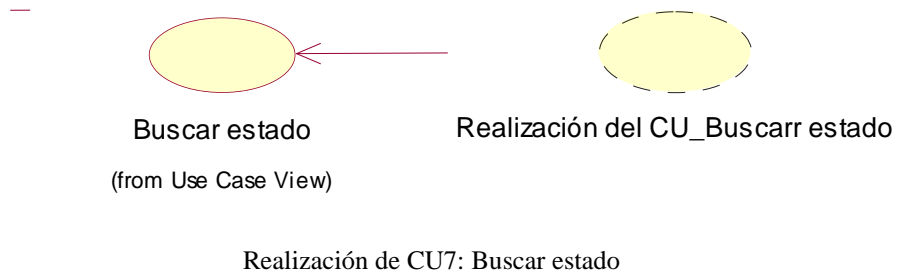 Buscar estado
Realización del CU_Buscarr estado
(from Use Case View)
Realización de CU7: Buscar estado